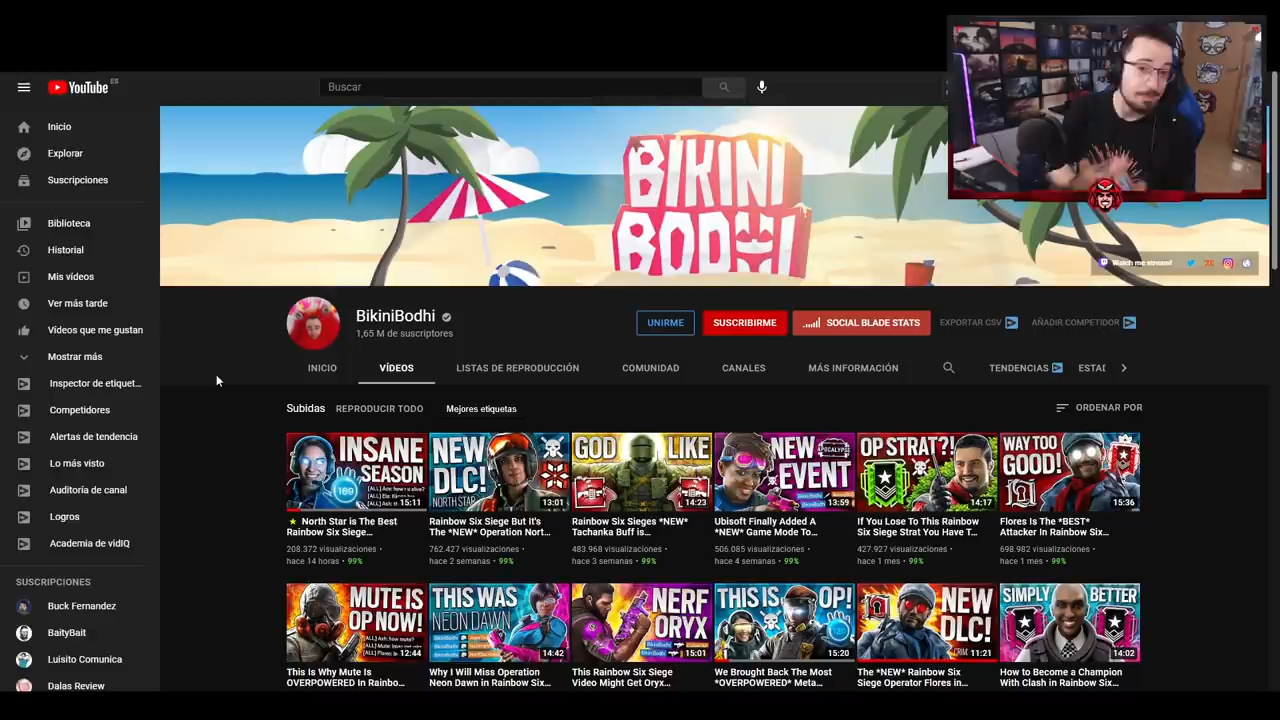 YouTube ES
Buscar
Inicio
Explorar
Suscripciones
Biblioteca
Historial
Mis vídeos
Ver más tarde
Vídeos que me gustan
Mostrar más
Inspector de etiquet...
Competidores
Alertas de tendencia
Lo más visto
Auditoría de canal
Logros
Academia de vidIQ
SUSCRIPCIONES
Buck Fernandez
BaityBait
Luisito Comunica
Dalas Review
BIKINI
BODHI
Watch me stream!
BikiniBodhi
1,65 M de suscriptores
UNIRME
SUSCRIBIRME
SOCIAL BLADE STATS
EXPORTAR CSV
AÑADIR COMPETIDOR
INICIO
VÍDEOS
LISTAS DE REPRODUCCIÓN
COMUNIDAD
CANALES
MÁS INFORMACIÓN
TENDENCIAS
ESTAI
Subidas
REPRODUCIR TODO
Mejores etiquetas
ORDENAR POR
INSANE
SEASON
169
15:11
North Star is The Best
Rainbow Six Siege...
208.372 visualizaciones •
hace 14 horas • 99%
NEW
DLC!
NORTH STAR
13:01
Rainbow Six Siege But It's
The *NEW* Operation Nort...
762.427 visualizaciones •
hace 2 semanas • 99%
GOD LIKE
14:23
Rainbow Six Sieges *NEW*
Tachanka Buff is...
483.968 visualizaciones •
hace 3 semanas • 99%
NEW
EVENT
APOCALYPSE
13:59
Ubisoft Finally Added A
*NEW* Game Mode To...
506.085 visualizaciones •
hace 4 semanas • 99%
OP STRAT?!
14:17
If You Lose To This Rainbow
Six Siege Strat You Have T...
427.927 visualizaciones •
hace 1 mes • 99%
WAY TOO
GOOD!
15:36
Flores Is The *BEST*
Attacker In Rainbow Six...
698.982 visualizaciones •
hace 1 mes • 99%
MUTE IS
OP NOW!
12:44
This Is Why Mute Is
OVERPOWERED In Rainbo...
THIS WAS
NEON DAWN
14:42
Why I Will Miss Operation
Neon Dawn in Rainbow Six...
NERF
ORYX
15:01
This Rainbow Six Siege
Video Might Get Oryx...
THIS IS OP!
15:20
We Brought Back The Most
*OVERPOWERED* Meta...
NEW
DLC!
11:21
The *NEW* Rainbow Six
Siege Operator Flores in...
SIMPLY BETTER
14:02
How to Become a Champion
With Clash in Rainbow Six...